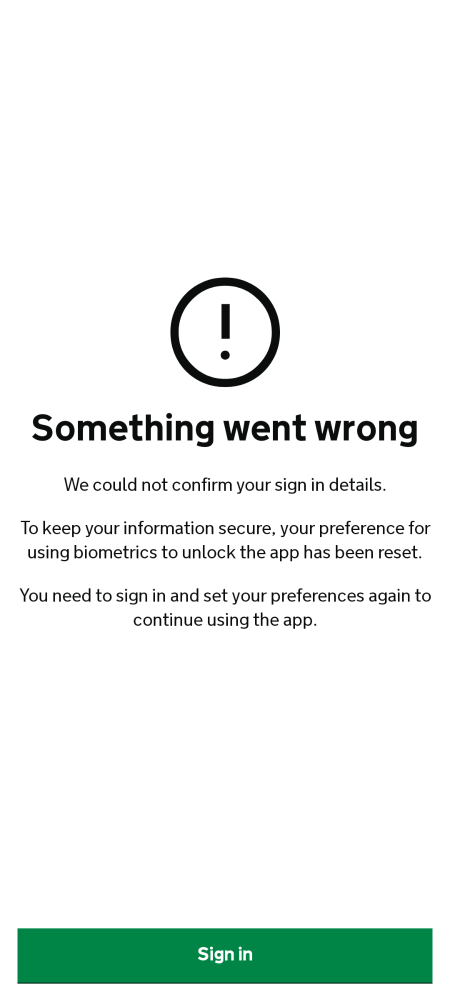 Something went wrong
We could not confirm your sign in details.
To keep your information secure, your preference for
using biometrics to unlock the app has been reset.
You need to sign in and set your preferences again to
continue using the app.
Sign in